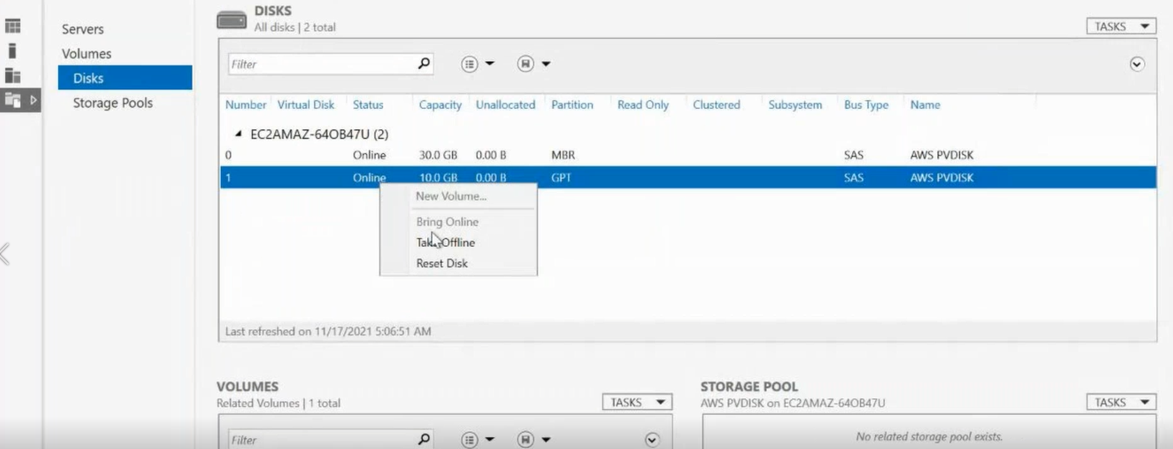 DISKS
All disks | 2 total
TASKS
Servers
Volumes
Disks
Storage Pools
Filter
Number Virtual Disk Status Capacity Unallocated Partition Read Only Clustered Subsystem Bus Type Name
EC2AMAZ-64OB47U (2)
0 Online 30.0 GB 0.00 B MBR SAS AWS PVDISK
1 Online 10.0 GB 0.00 B GPT SAS AWS PVDISK
New Volume...
Bring Online
Take Offline
Reset Disk
Last refreshed on 11/17/2021 5:06:51 AM
VOLUMES
Related Volumes | 1 total
TASKS
Filter
STORAGE POOL
AWS PVDISK on EC2AMAZ-64OB47U
TASKS
No related storage pool exists.